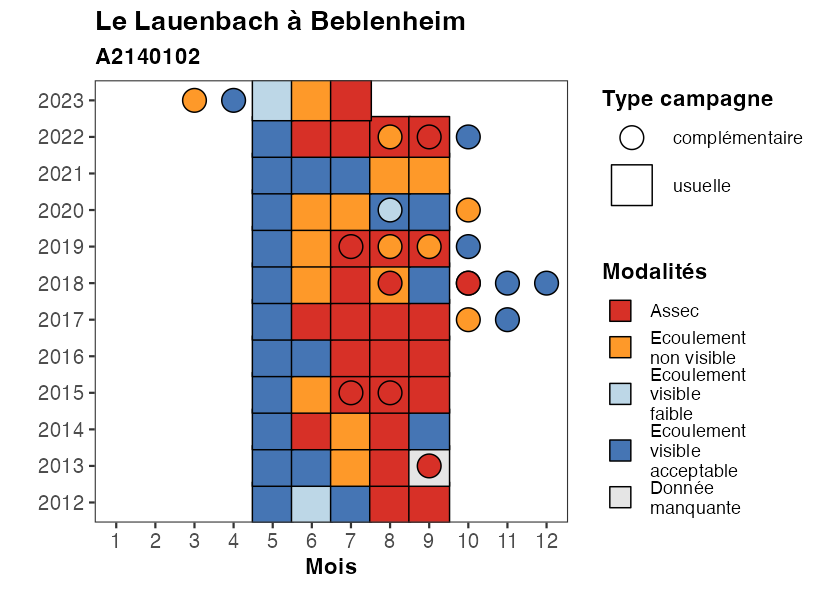 Le Lauenbach à Beblenheim
A2140102
2023
2022
2021
2020
2019
2018
2017
2016
2015
2014
2013
2012
1 2 3 4 5 6 7 8 9 10 11 12
Mois
Type campagne
complémentaire
usuelle
Modalités
Assec
Ecoulement
non visible
Ecoulement
visible
faible
Ecoulement
visible
acceptable
Donnée
manquante